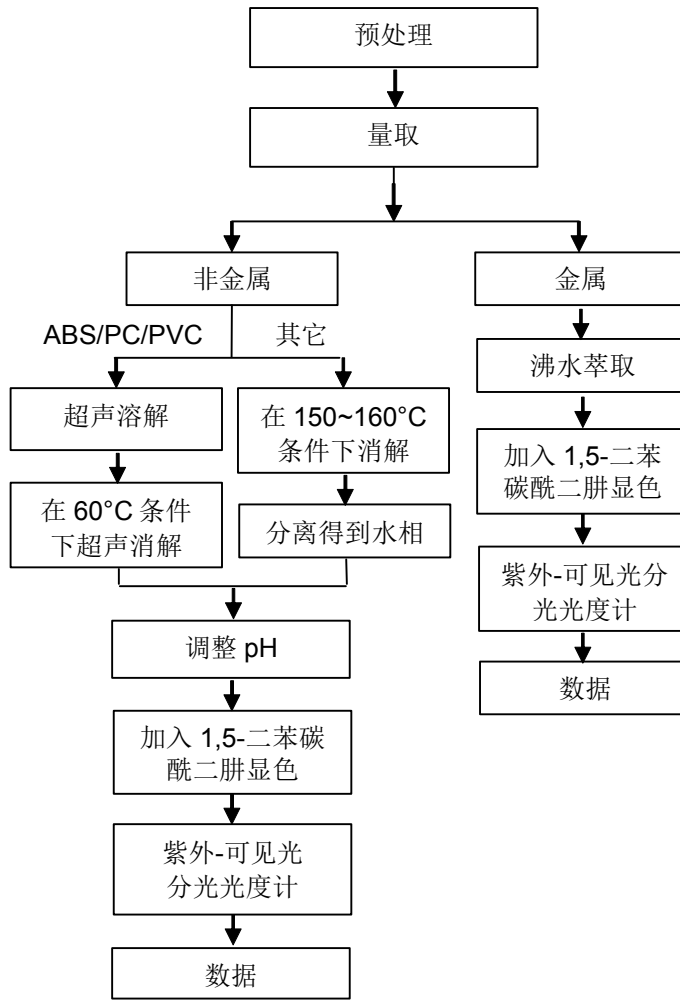 预处理
量取
非金属
金属
ABS/PC/PVC
其它
超声溶解
在 60°C 条件
下超声消解
在 150~160°C
条件下消解
分离得到水相
调整 pH
加入 1,5-二苯碳
酰二肼显色
紫外-可见光
分光光度计
数据
沸水萃取
加入 1,5-二苯
碳酰二肼显色
紫外-可见光分
光光度计
数据